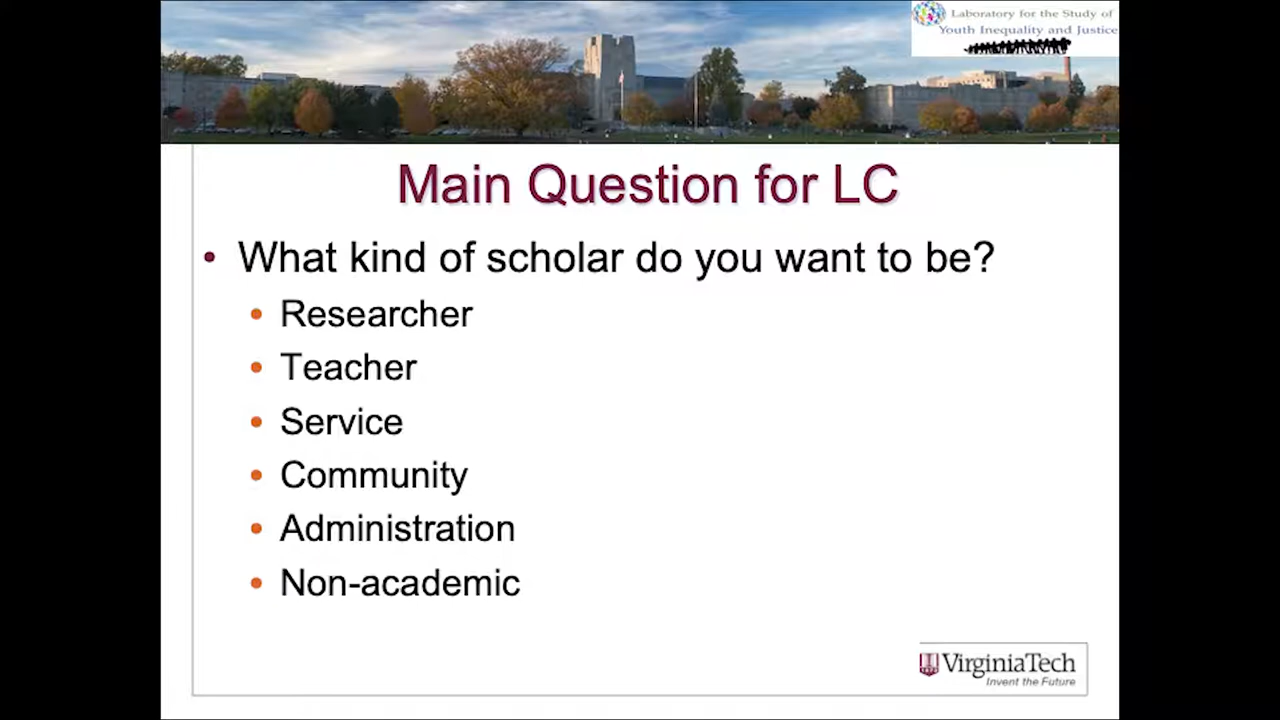 Laboratory for the Study of
Youth Inequality and Justice
Main Question for LC
• What kind of scholar do you want to be?
• Researcher
• Teacher
• Service
• Community
• Administration
• Non-academic
VirginiaTech
Invent the Future